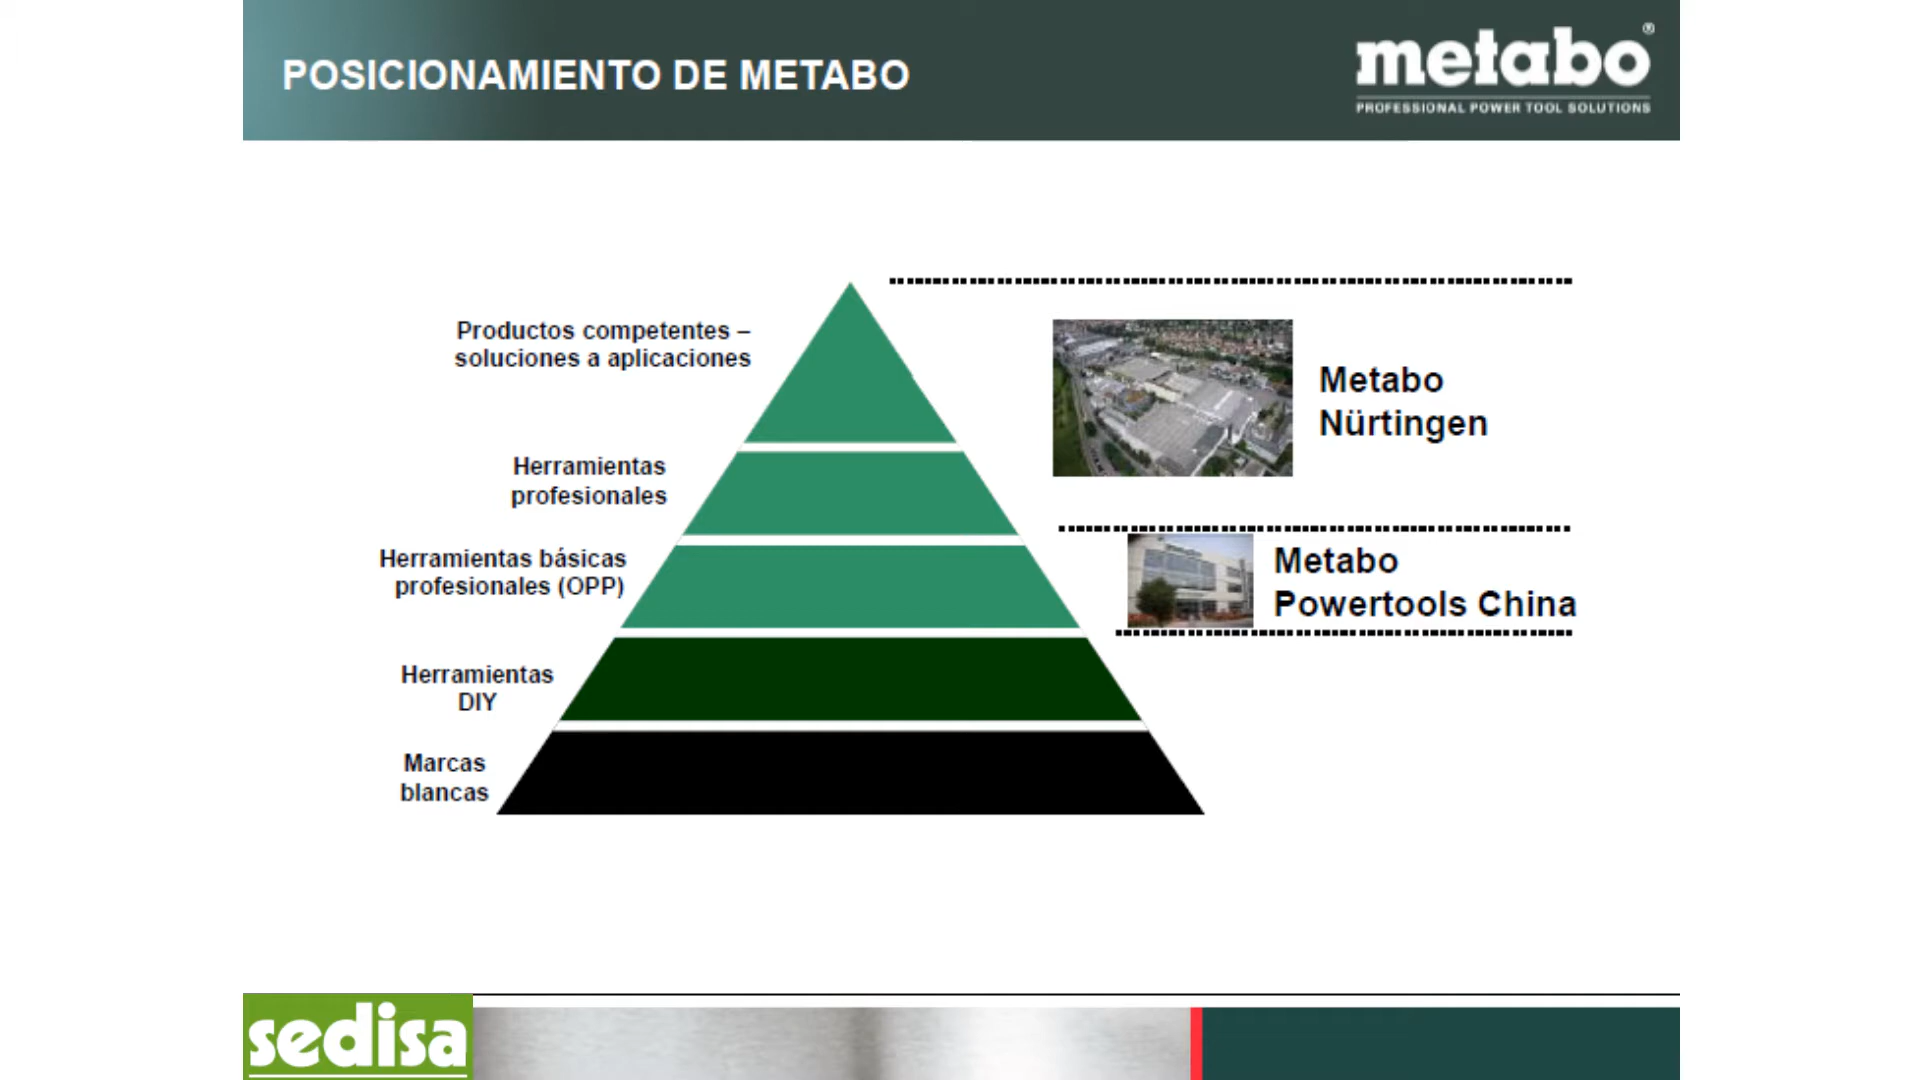 POSICIONAMIENTO DE METABO
metabo®
PROFESSIONAL POWER TOOL SOLUTIONS
Productos competentes –
soluciones a aplicaciones
Metabo
Nürtingen
Herramientas
profesionales
Herramientas básicas
profesionales (OPP)
Metabo
Powertools China
Herramientas
DIY
Marcas
blancas
sedisa